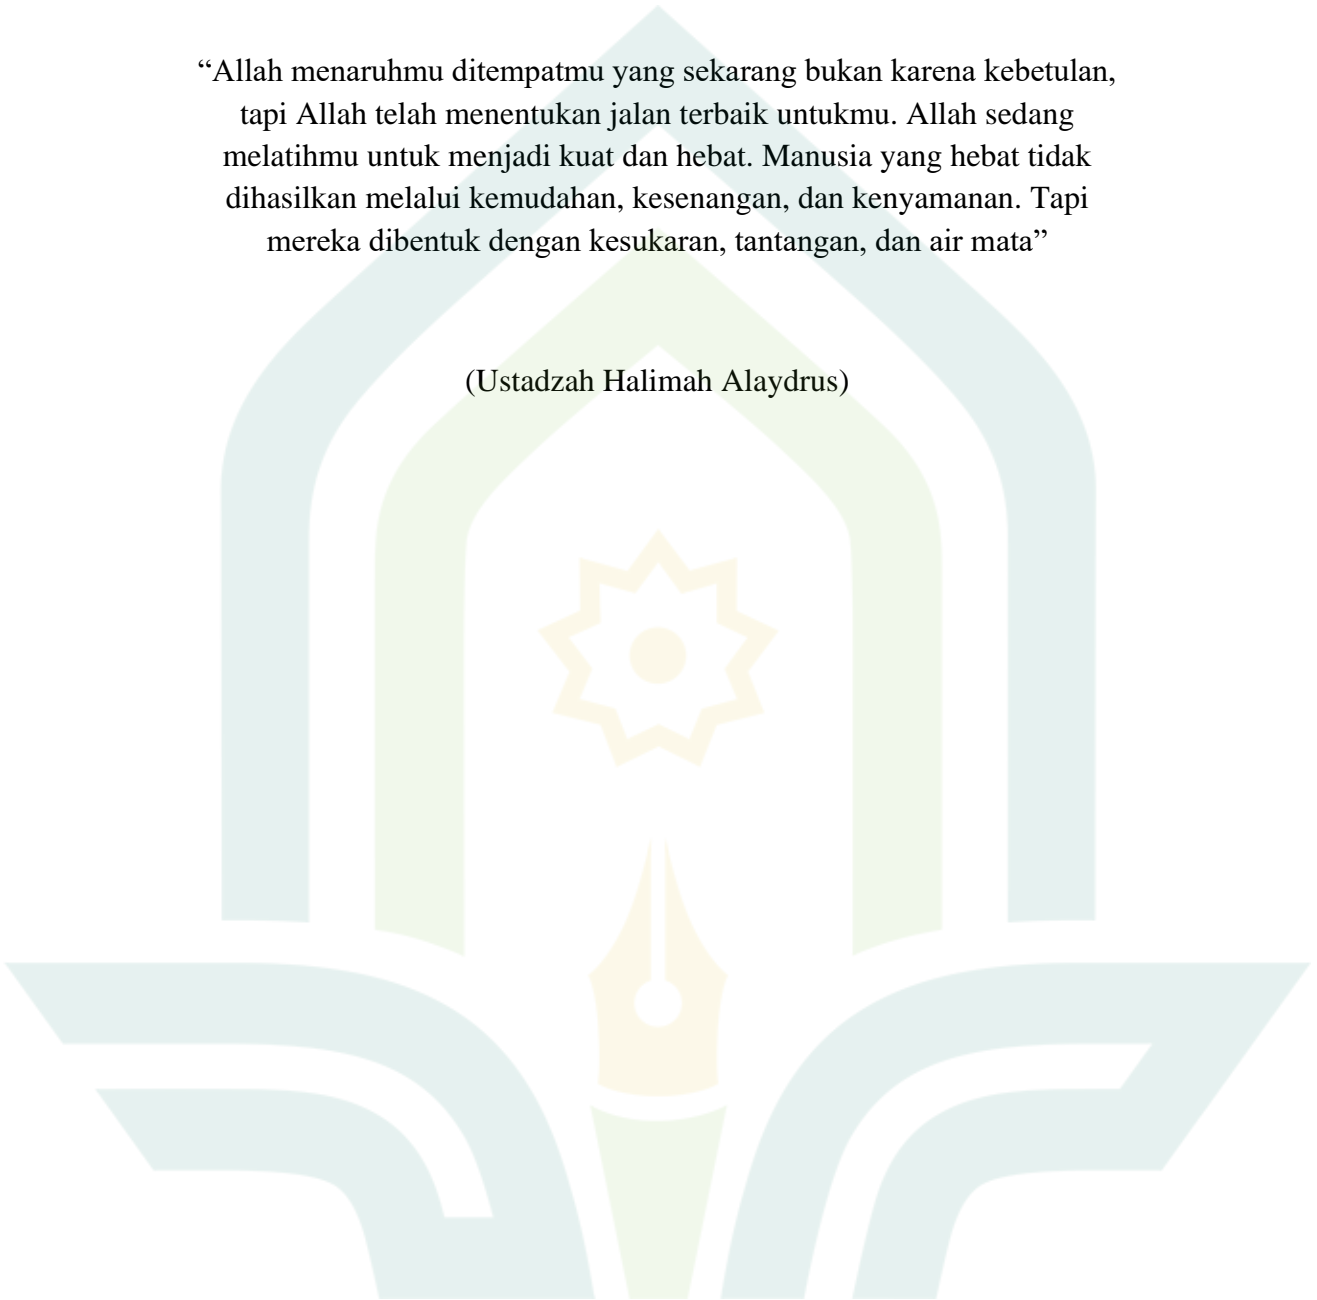 “Allah menaruhmu ditempatmu yang sekarang bukan karena kebetulan,
tapi Allah telah menentukan jalan terbaik untukmu. Allah sedang
melatihmu untuk menjadi kuat dan hebat. Manusia yang hebat tidak
dihasilkan melalui kemudahan, kesenangan, dan kenyamanan. Tapi
mereka dibentuk dengan kesukaran, tantangan, dan air mata”
(Ustadzah Halimah Alaydrus)